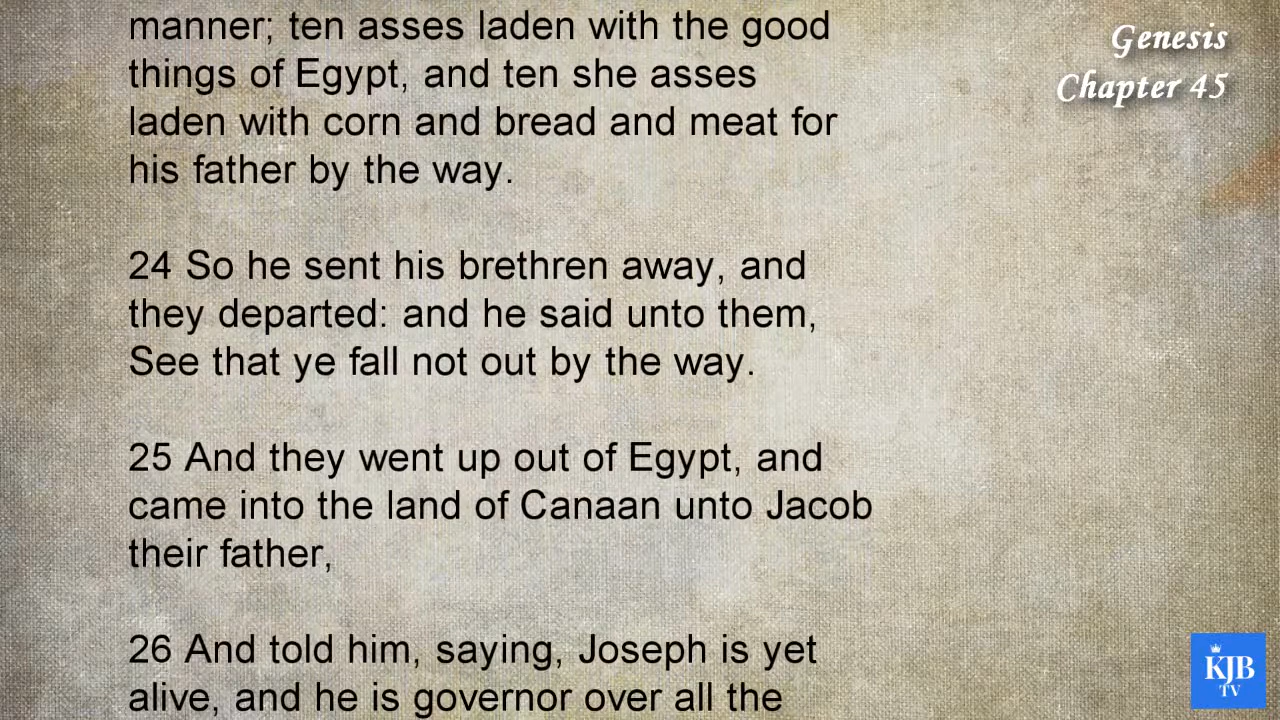 manner; ten asses laden with the good
things of Egypt, and ten she asses
laden with corn and bread and meat for
his father by the way.
24 So he sent his brethren away, and
they departed: and he said unto them,
See that ye fall not out by the way.
25 And they went up out of Egypt, and
came into the land of Canaan unto Jacob
their father,
26 And told him, saying, Joseph is yet
alive, and he is governor over all the
Genesis
Chapter 45
KJB
TV